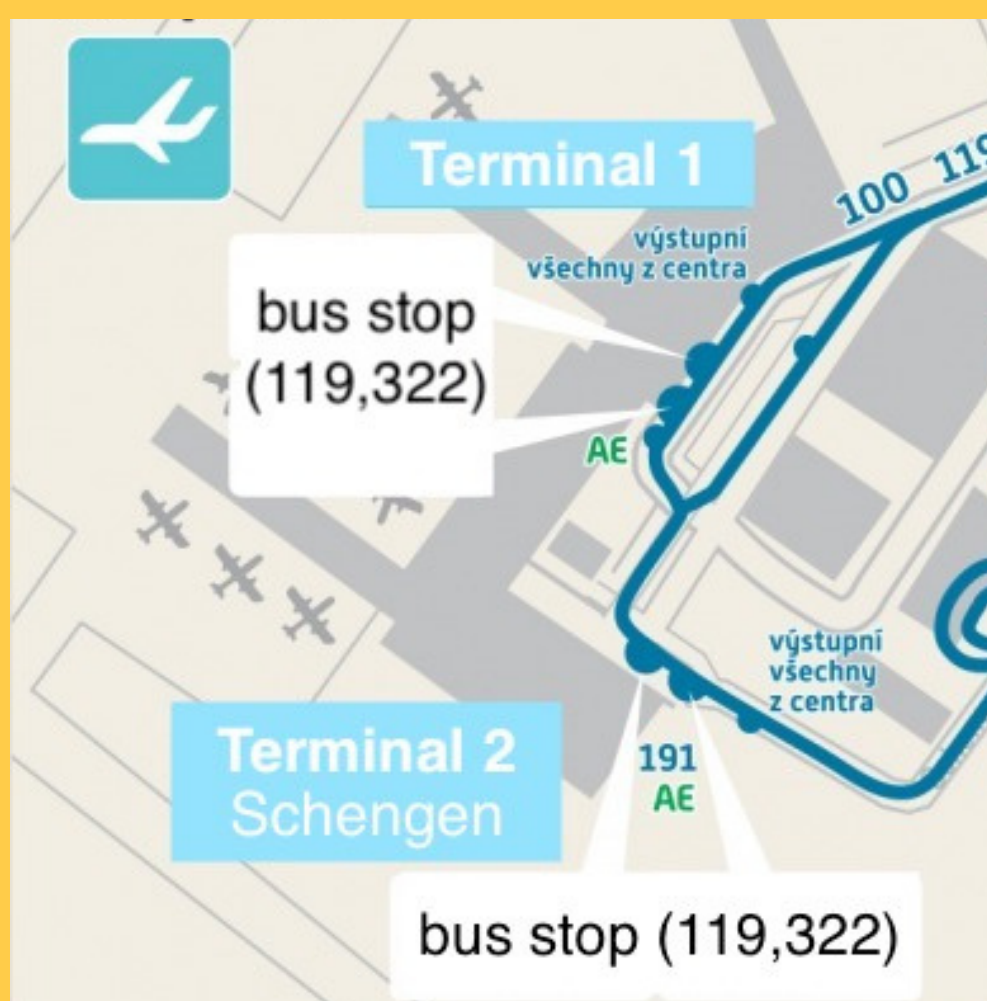 Terminal 1
100 119
výstupní
všechny z centra
bus stop
(119,322)
AE
výstupní
všechny
z centra
Terminal 2
Schengen
191
AE
bus stop (119,322)